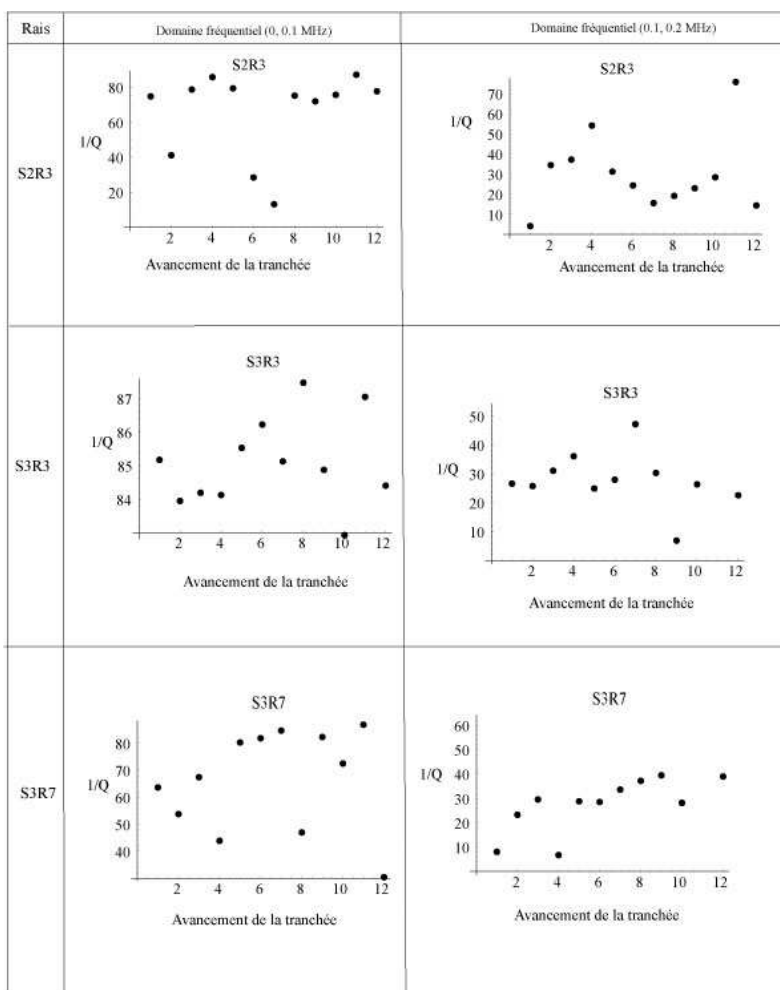 Rais
Domaine fréquentiel (0, 0.1 MHz)
Domaine fréquentiel (0.1, 0.2 MHz)
S2R3
S2R3
80
60
1/Q
40
20
2 4 6 8 10 12
Avancement de la tranchée
S2R3
70
60
1/Q
50
40
30
20
10
2 4 6 8 10 12
Avancement de la tranchée
S3R3
S3R3
87
86
1/Q
85
84
2 4 6 8 10 12
Avancement de la tranchée
S3R3
50
40
1/Q
30
20
10
2 4 6 8 10 12
Avancement de la tranchée
S3R7
S3R7
80
70
1/Q
60
50
40
2 4 6 8 10 12
Avancement de la tranchée
S3R7
60
50
1/Q
40
30
20
10
2 4 6 8 10 12
Avancement de la tranchée